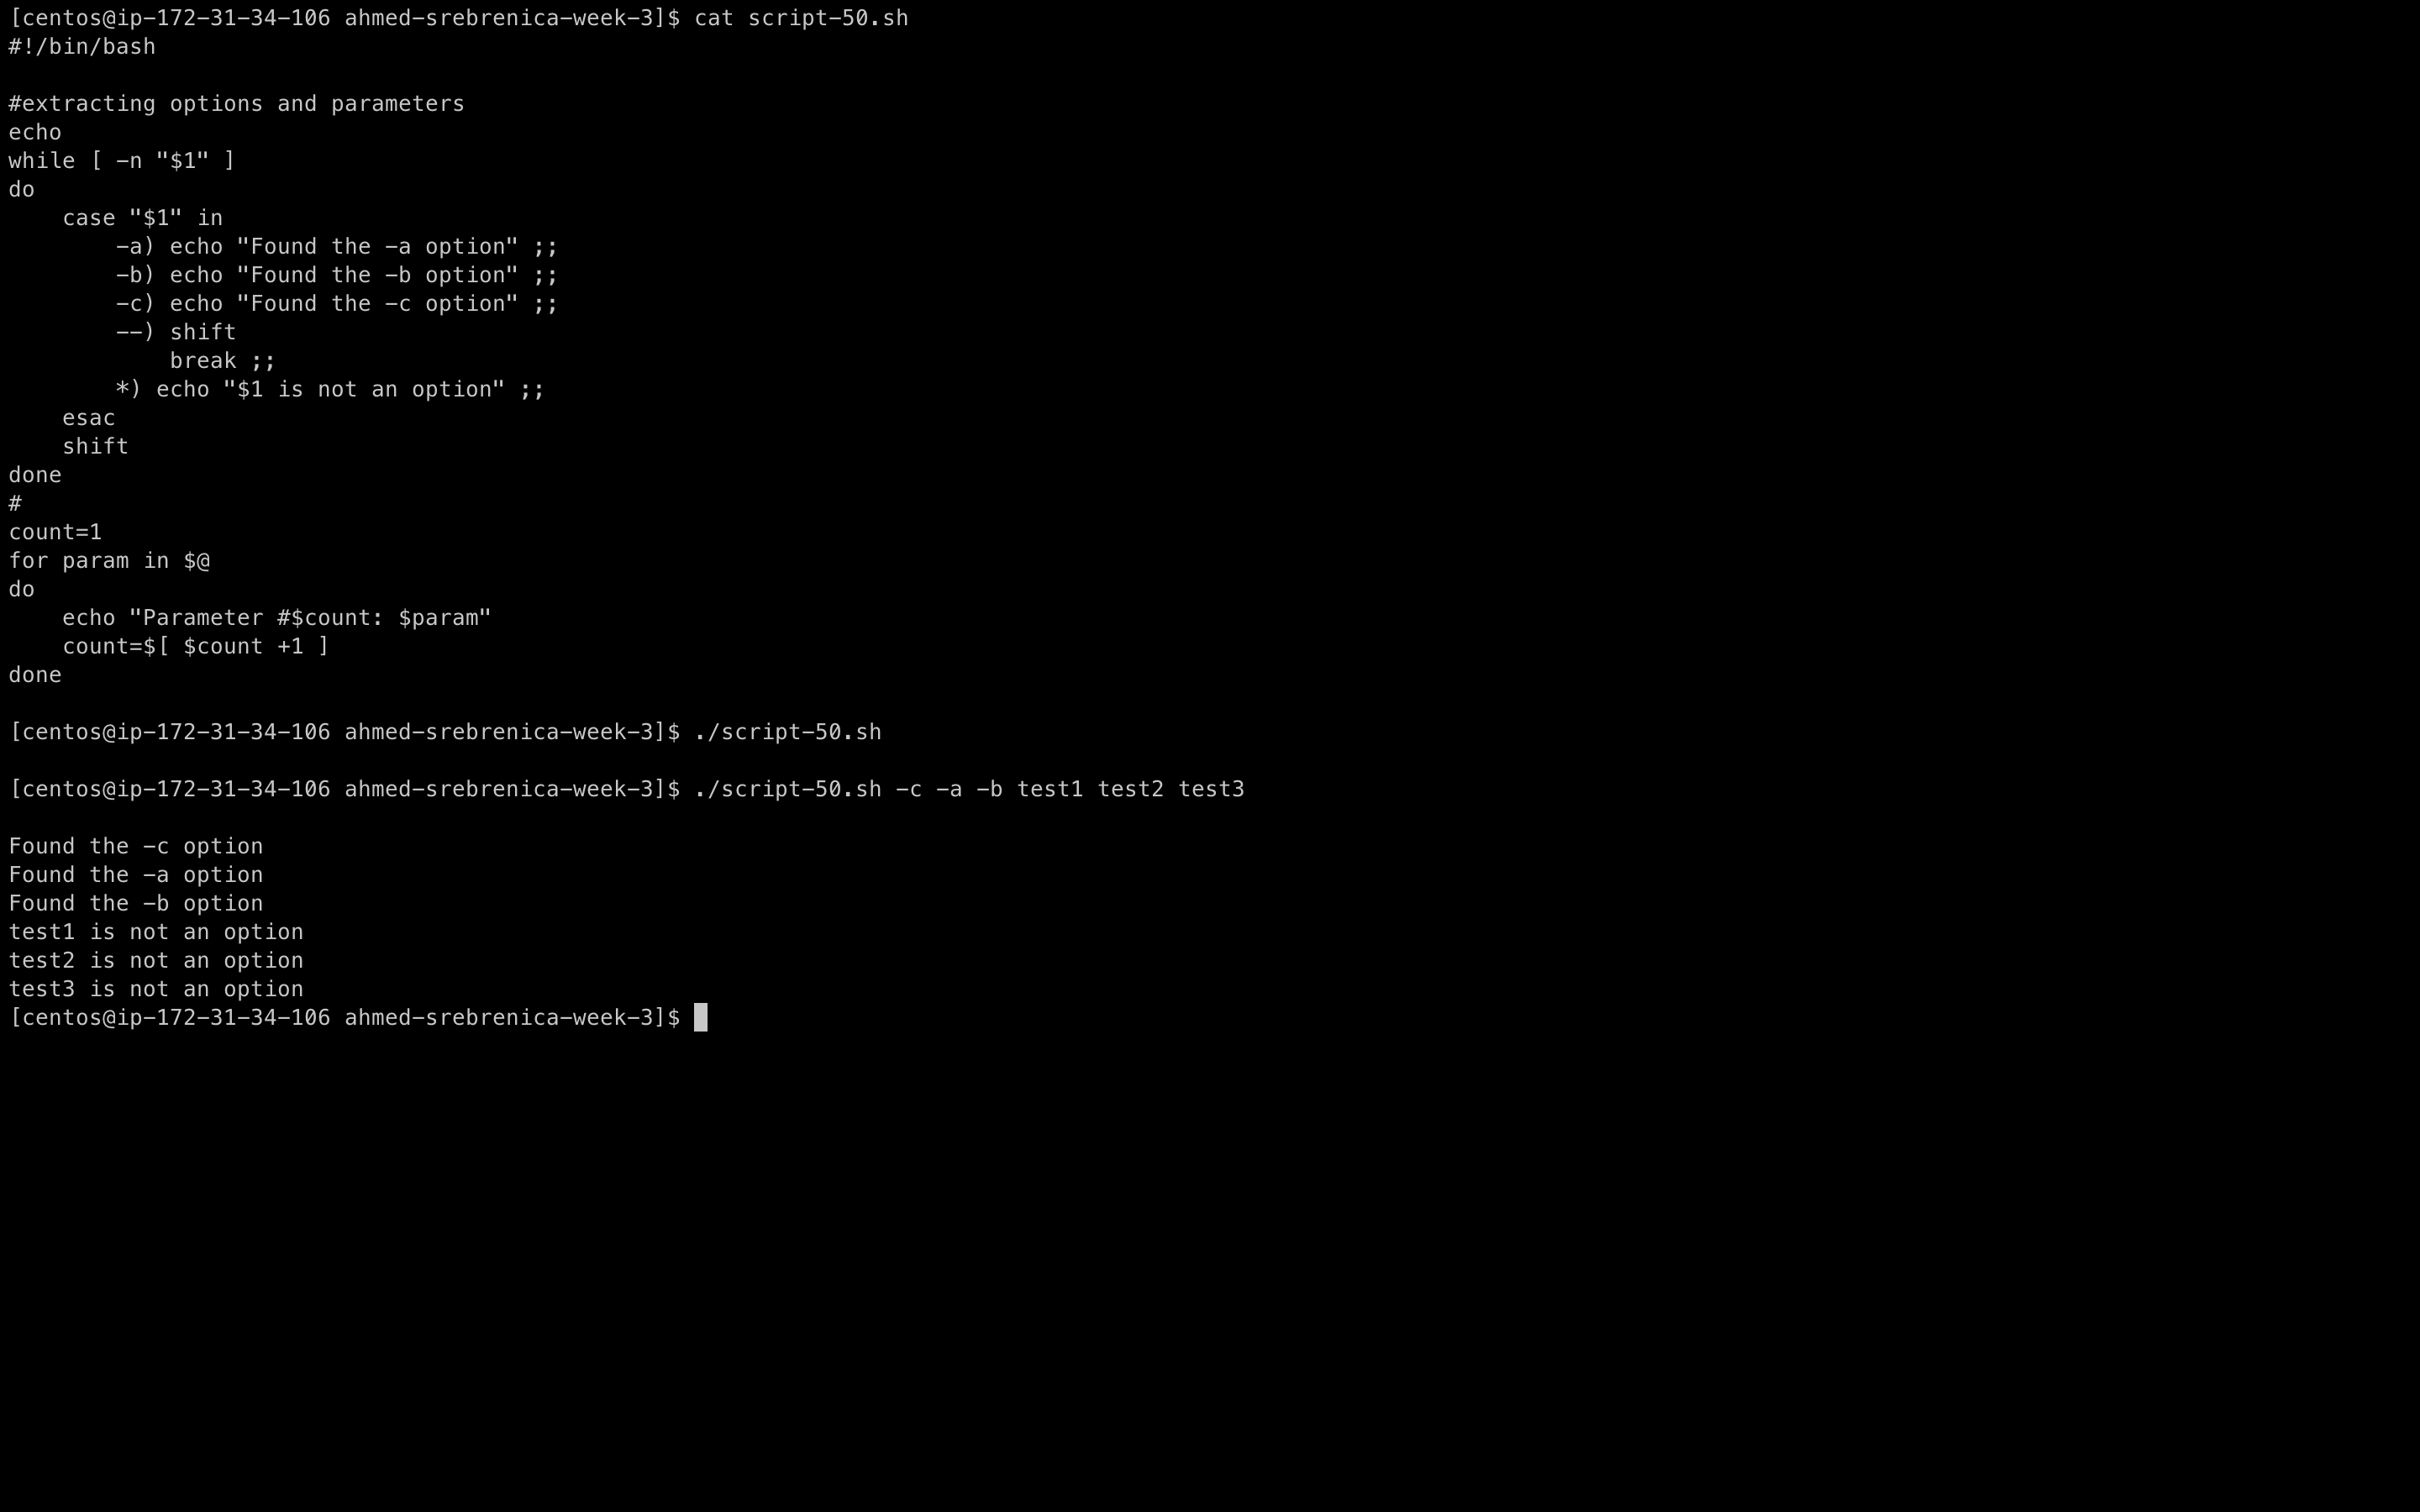 [centos@ip-172-31-34-106 ahmed-srebrenica-week-3]$ cat script-50.sh
#!/bin/bash

#extracting options and parameters
echo
while [ -n "$1" ]
do
    case "$1" in
        -a) echo "Found the -a option" ;;
        -b) echo "Found the -b option" ;;
        -c) echo "Found the -c option" ;;
        --) shift
            break ;;
        *) echo "$1 is not an option" ;;
    esac
    shift
done
#
count=1
for param in $@
do
    echo "Parameter #$count: $param"
    count=$[ $count +1 ]
done

[centos@ip-172-31-34-106 ahmed-srebrenica-week-3]$ ./script-50.sh

[centos@ip-172-31-34-106 ahmed-srebrenica-week-3]$ ./script-50.sh -c -a -b test1 test2 test3

Found the -c option
Found the -a option
Found the -b option
test1 is not an option
test2 is not an option
test3 is not an option
[centos@ip-172-31-34-106 ahmed-srebrenica-week-3]$